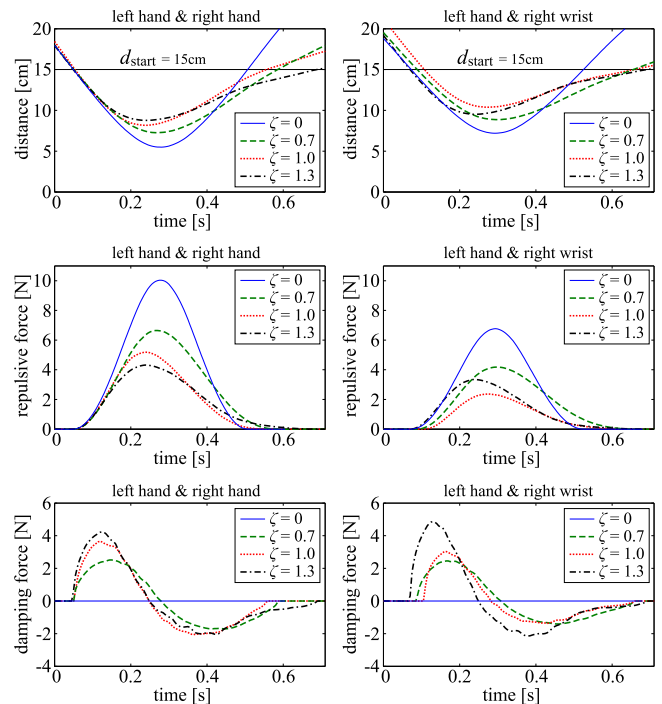 left hand & right hand
distance [cm]
20
15
10
5
0
d_start = 15cm
ζ = 0
ζ = 0.7
ζ = 1.0
ζ = 1.3
0 0.2 0.4 0.6
time [s]
left hand & right wrist
distance [cm]
20
15
10
5
0
d_start = 15cm
ζ = 0
ζ = 0.7
ζ = 1.0
ζ = 1.3
0 0.2 0.4 0.6
time [s]
left hand & right hand
repulsive force [N]
10
8
6
4
2
0
ζ = 0
ζ = 0.7
ζ = 1.0
ζ = 1.3
0 0.2 0.4 0.6
time [s]
left hand & right wrist
repulsive force [N]
10
8
6
4
2
0
ζ = 0
ζ = 0.7
ζ = 1.0
ζ = 1.3
0 0.2 0.4 0.6
time [s]
left hand & right hand
damping force [N]
6
4
2
0
-2
-4
ζ = 0
ζ = 0.7
ζ = 1.0
ζ = 1.3
0 0.2 0.4 0.6
time [s]
left hand & right wrist
damping force [N]
6
4
2
0
-2
-4
ζ = 0
ζ = 0.7
ζ = 1.0
ζ = 1.3
0 0.2 0.4 0.6
time [s]